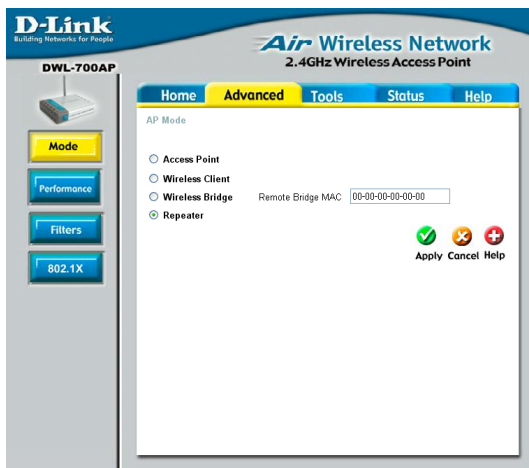 D-Link
Building Networks for People
Air Wireless Network
2.4GHz Wireless Access Point
DWL-700AP
Home Advanced Tools Status Help
AP Mode
Mode
Performance
Filters
802.1X
Access Point
Wireless Client
Wireless Bridge Remote Bridge MAC 00-00-00-00-00-00
Repeater
Apply Cancel Help